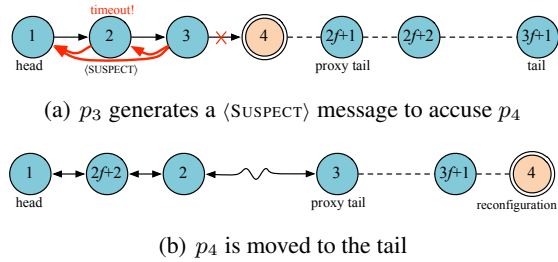 timeout!
1 2 3 4 2f+1 2f+2 3f+1
head ⟨SUSPECT⟩ proxy tail tail
(a) p3 generates a ⟨SUSPECT⟩ message to accuse p4
1 2f+2 2 3 3f+1 4
head proxy tail reconfiguration
(b) p4 is moved to the tail